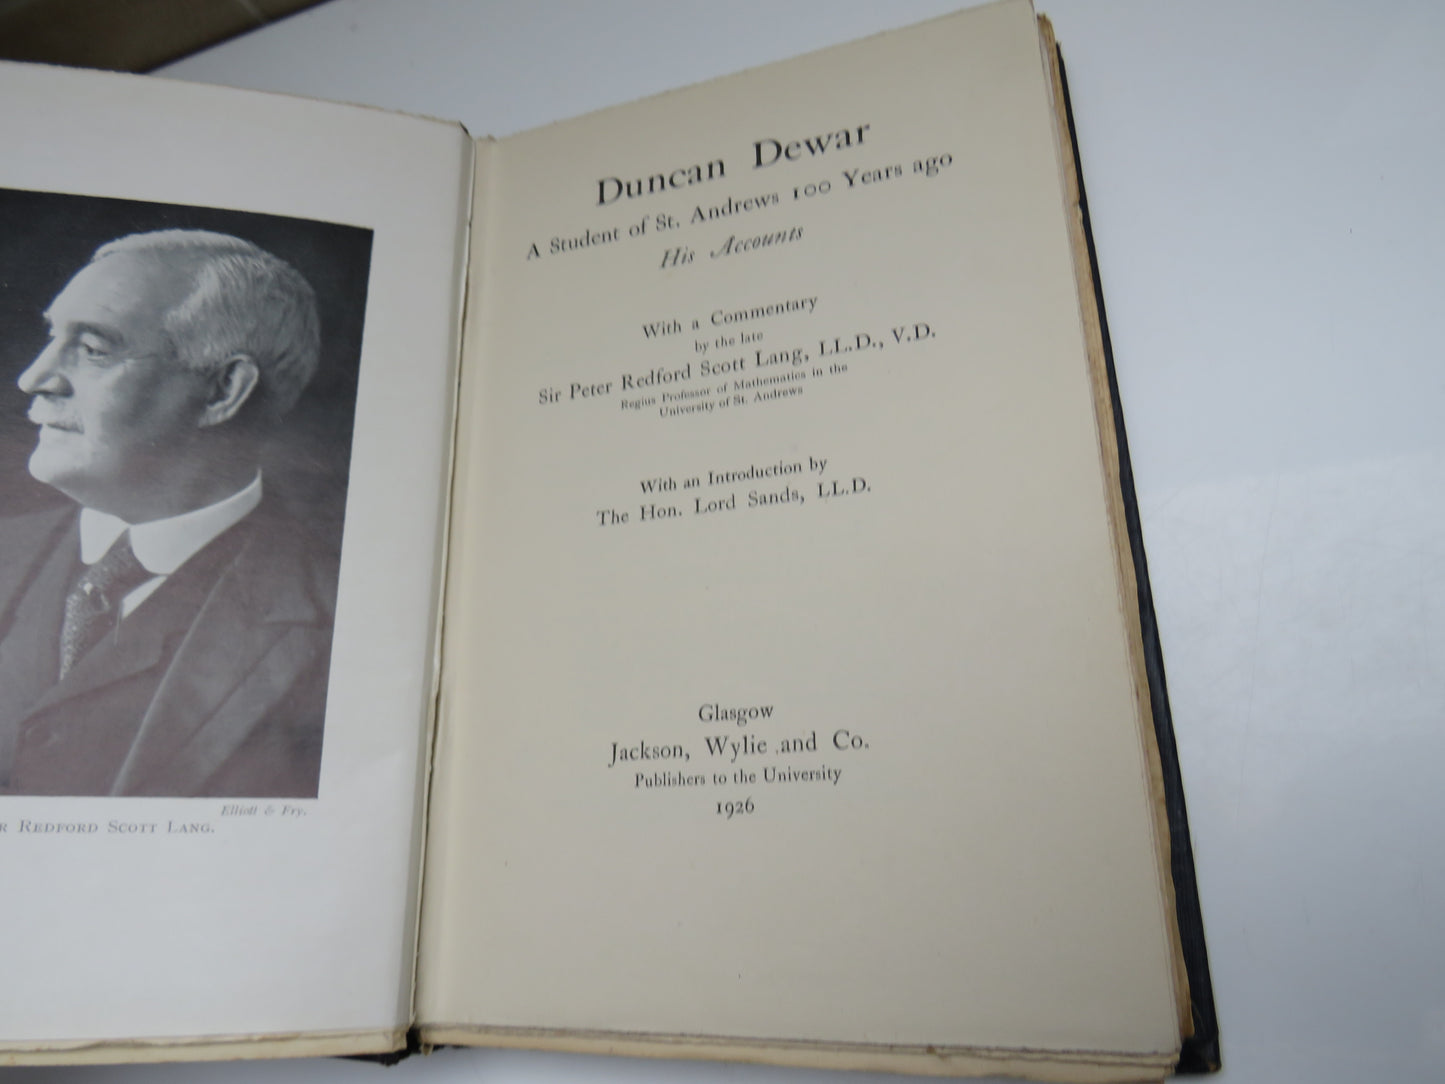 Elliott & Fry.
R REDFORD SCOTT LANG.
Duncan Dewar
A Student of St. Andrews 100 Years ago
His Accounts
With a Commentary
by the late
Sir Peter Redford Scott Lang, LL.D., V.D.
Regius Professor of Mathematics in the
University of St. Andrews
With an Introduction by
The Hon. Lord Sands, LL.D.
Glasgow
Jackson, Wylie and Co.
Publishers to the University
1926